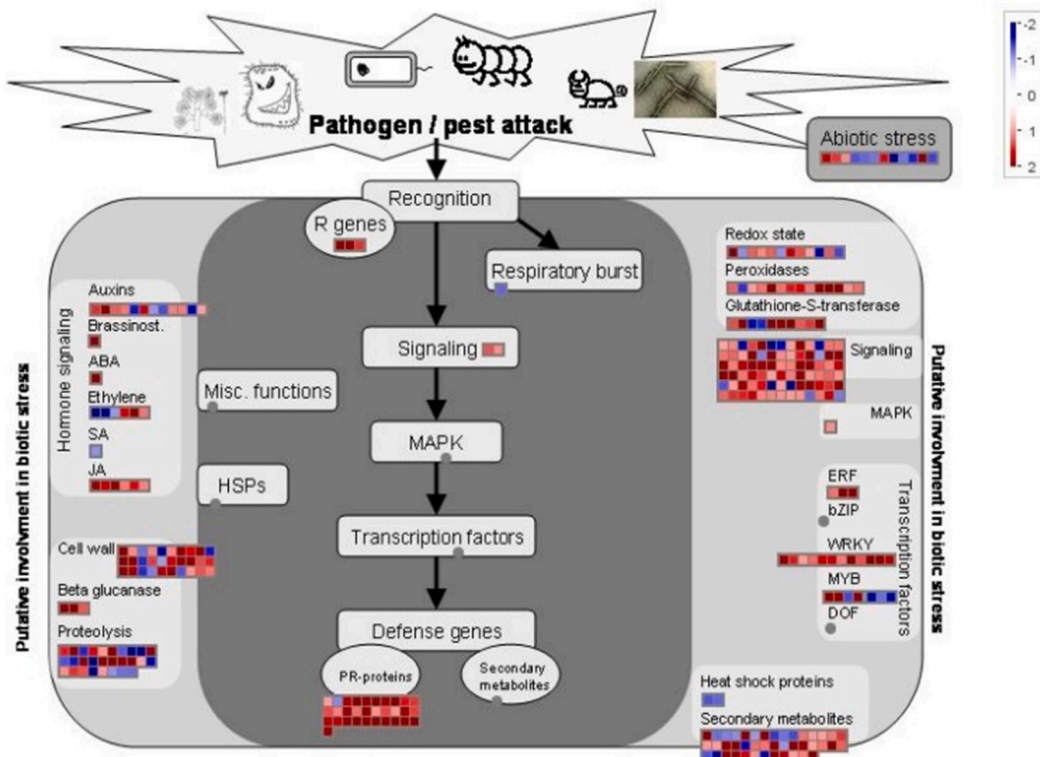 -2
-1
0
1
2
Pathogen / pest attack
Abiotic stress
Recognition
R genes
Respiratory burst
Signaling
Misc. functions
MAPK
HSPs
Transcription factors
Defense genes
PR-proteins
Secondary
metabolites
Putative involvment in biotic stress
Hormone signaling
Auxins
Brassinost.
ABA
Ethylene
SA
JA
Cell wall
Beta glucanase
Proteolysis
Redox state
Peroxidases
Glutathione-S-transferase
Signaling
MAPK
ERF
bZIP
WRKY
MYB
DOF
Transcription factors
Putative involvment in biotic stress
Heat shock proteins
Secondary metabolites